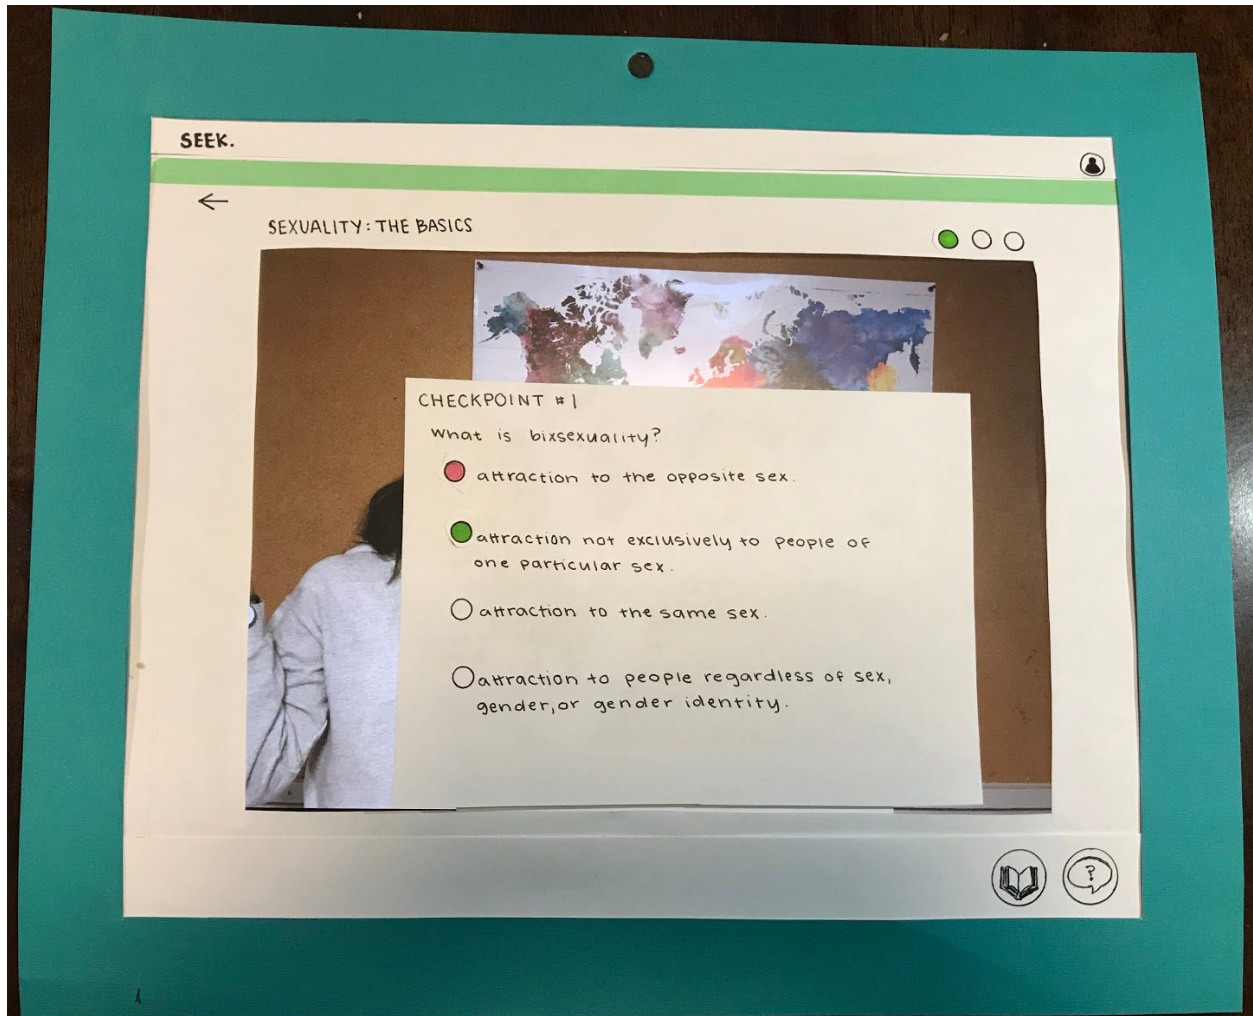 SEEK.
SEXUALITY: THE BASICS
CHECKPOINT #1
What is bixsexuality?
attraction to the opposite sex.
attraction not exclusively to people of
one particular sex.
attraction to the same sex.
attraction to people regardless of sex,
gender, or gender identity.
?
1